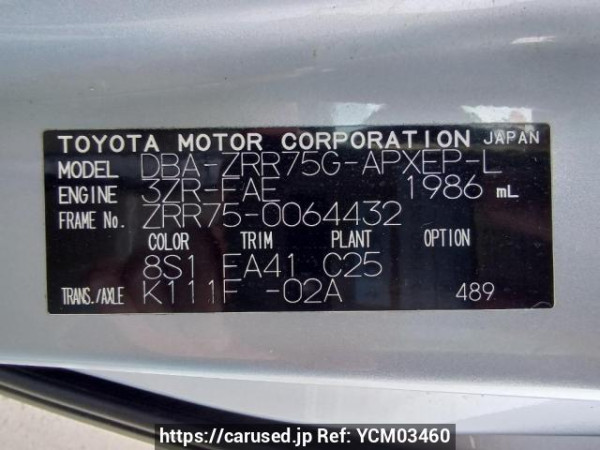 TOYOTA MOTOR CORPORATION JAPAN
MODEL DBA-ZRR75G-APXEP-L
ENGINE 3ZR-FAE 1986 mL
FRAME No. ZRR75-0064432
COLOR TRIM PLANT OPTION
8S1 FA41 C25
TRANS./AXLE K111F -02A 489
https://carused.jp Ref: YCM03460